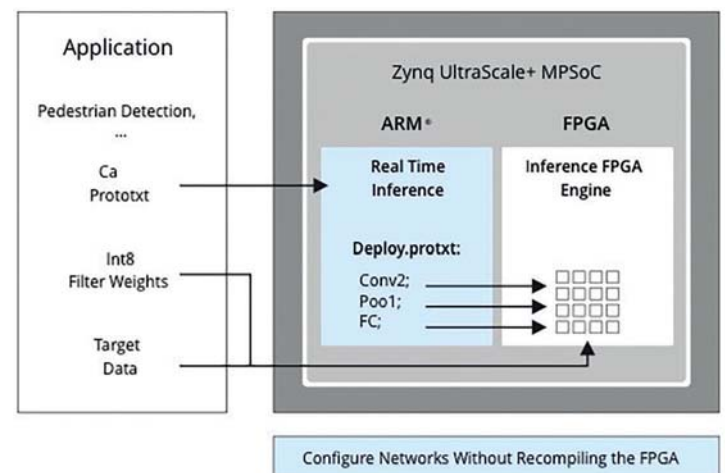 Application
Pedestrian Detection,
...
Ca
Prototxt
Int8
Filter Weights
Target
Data
Zynq UltraScale+ MPSoC
ARM®
Real Time
Inference
Deploy.protxt:
Conv2;
Poo1;
FC;
FPGA
Inference FPGA
Engine
Configure Networks Without Recompiling the FPGA